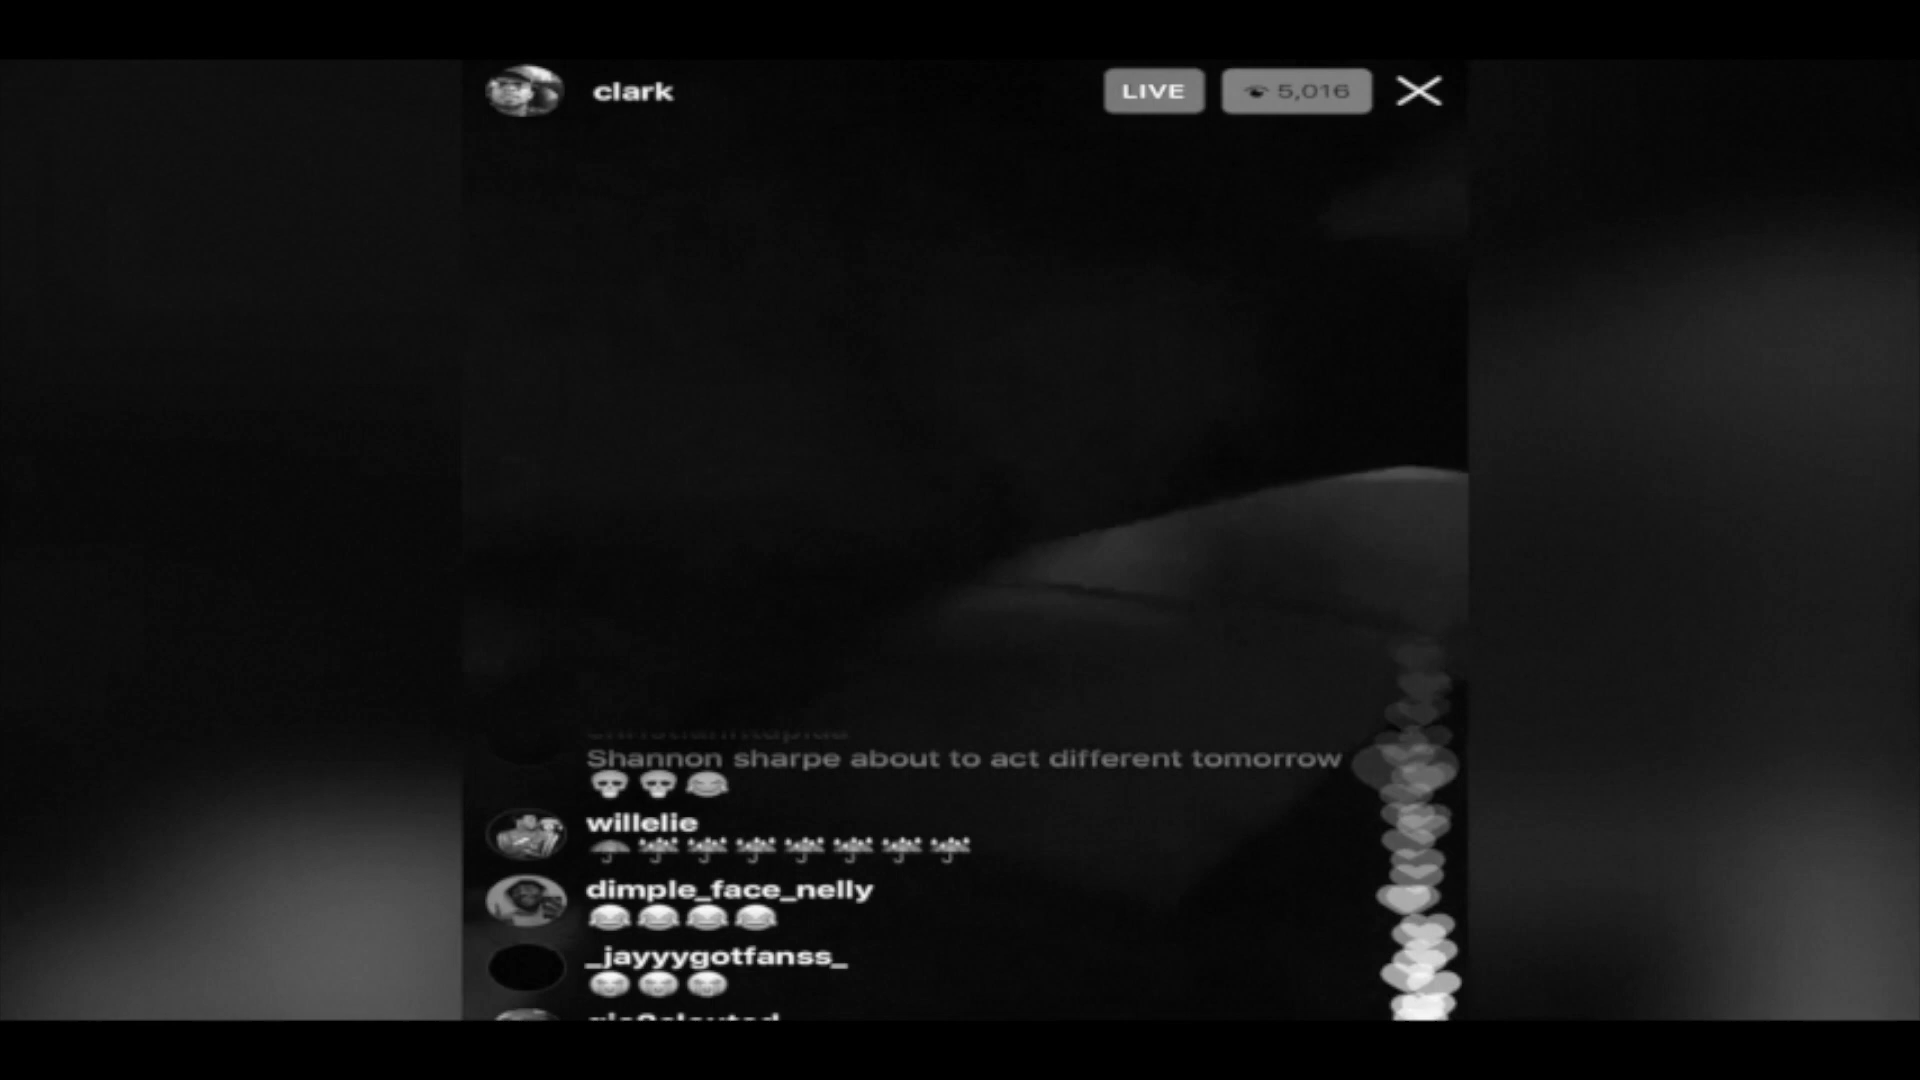 clark
LIVE
5,016
Shannon sharpe about to act different tomorrow
💀💀😂
willelie
☂️☔☔☔☔☔☔☔
dimple_face_nelly
😂😂😂😂
_jayyygotfanss_